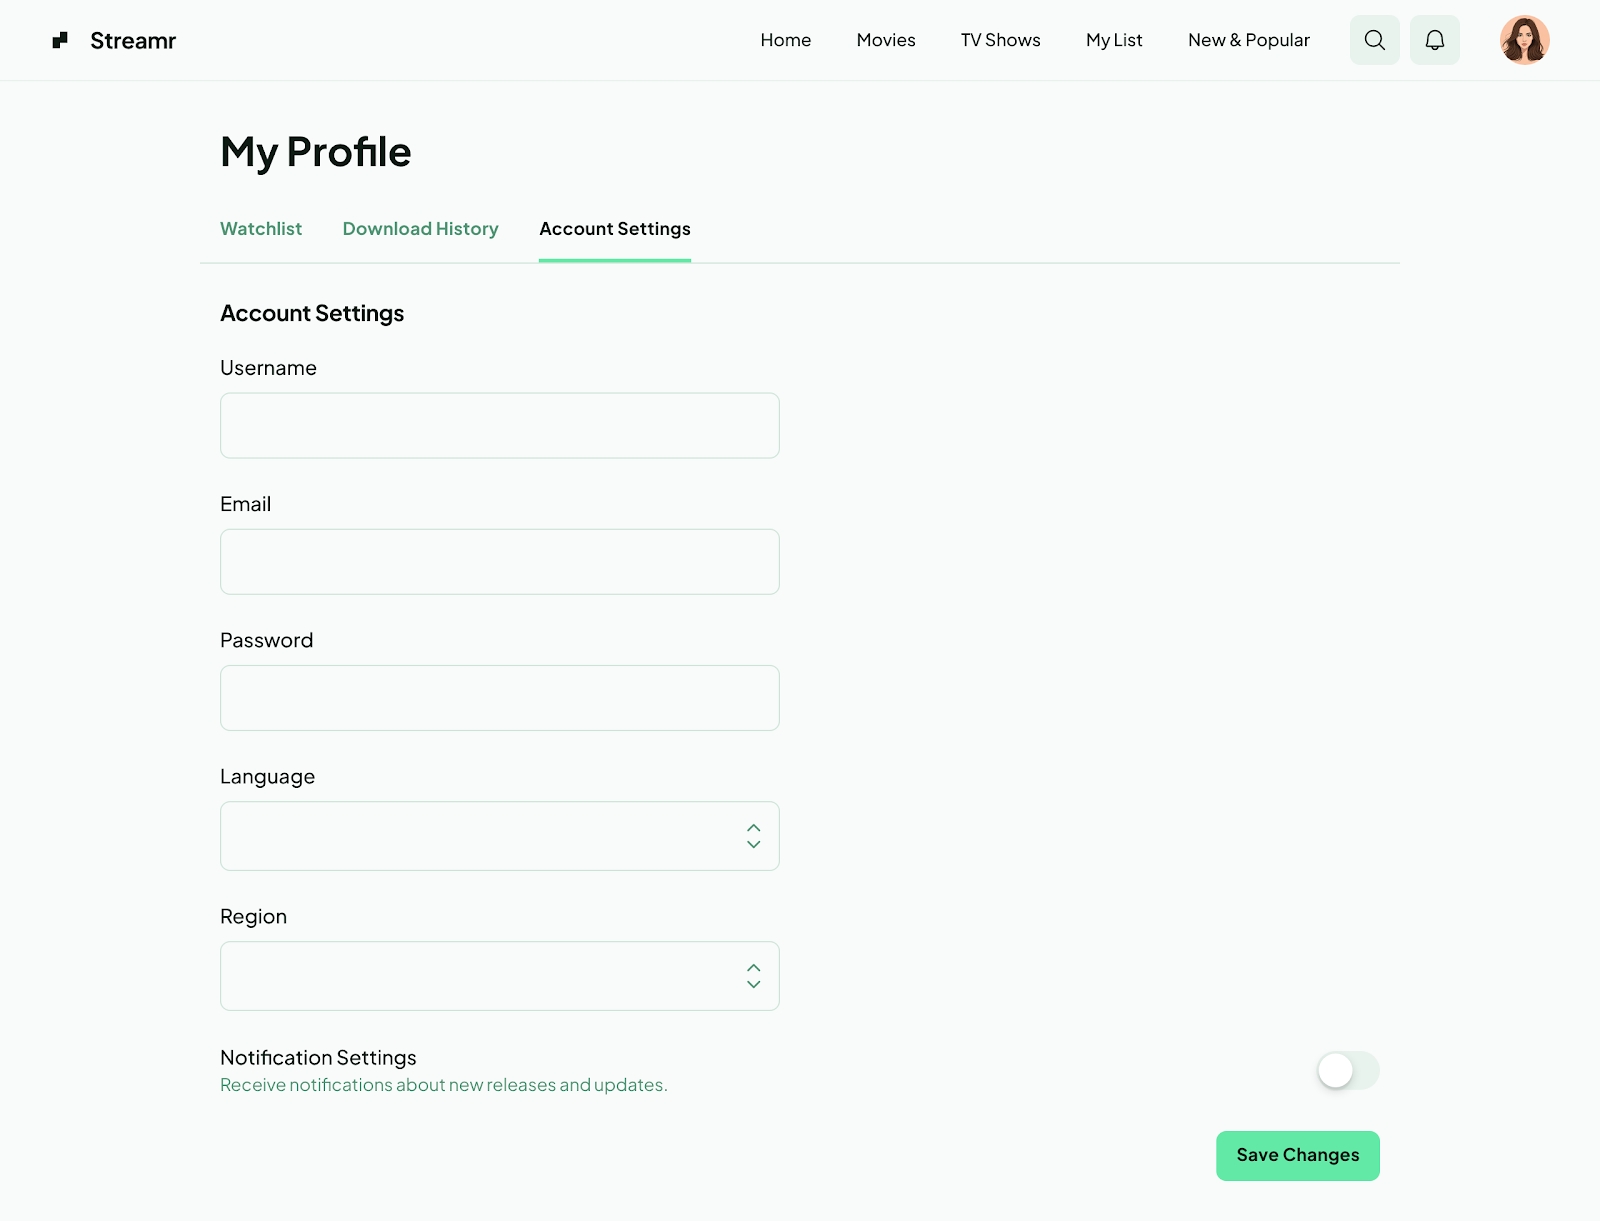 Streamr
Home
Movies
TV Shows
My List
New & Popular
My Profile
Watchlist
Download History
Account Settings
Account Settings
Username
Email
Password
Language
Region
Notification Settings
Receive notifications about new releases and updates.
Save Changes